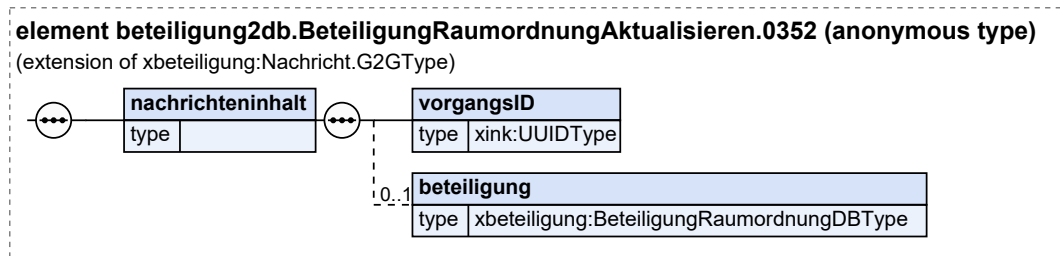 element beteiligung2db.BeteiligungRaumordnungAktualisieren.0352 (anonymous type)
(extension of xbeteiligung:Nachricht.G2GType)
nachrichteninhalt
type
vorgangsID
type xink:UUIDType
0..1
beteiligung
type xbeteiligung:BeteiligungRaumordnungDBType